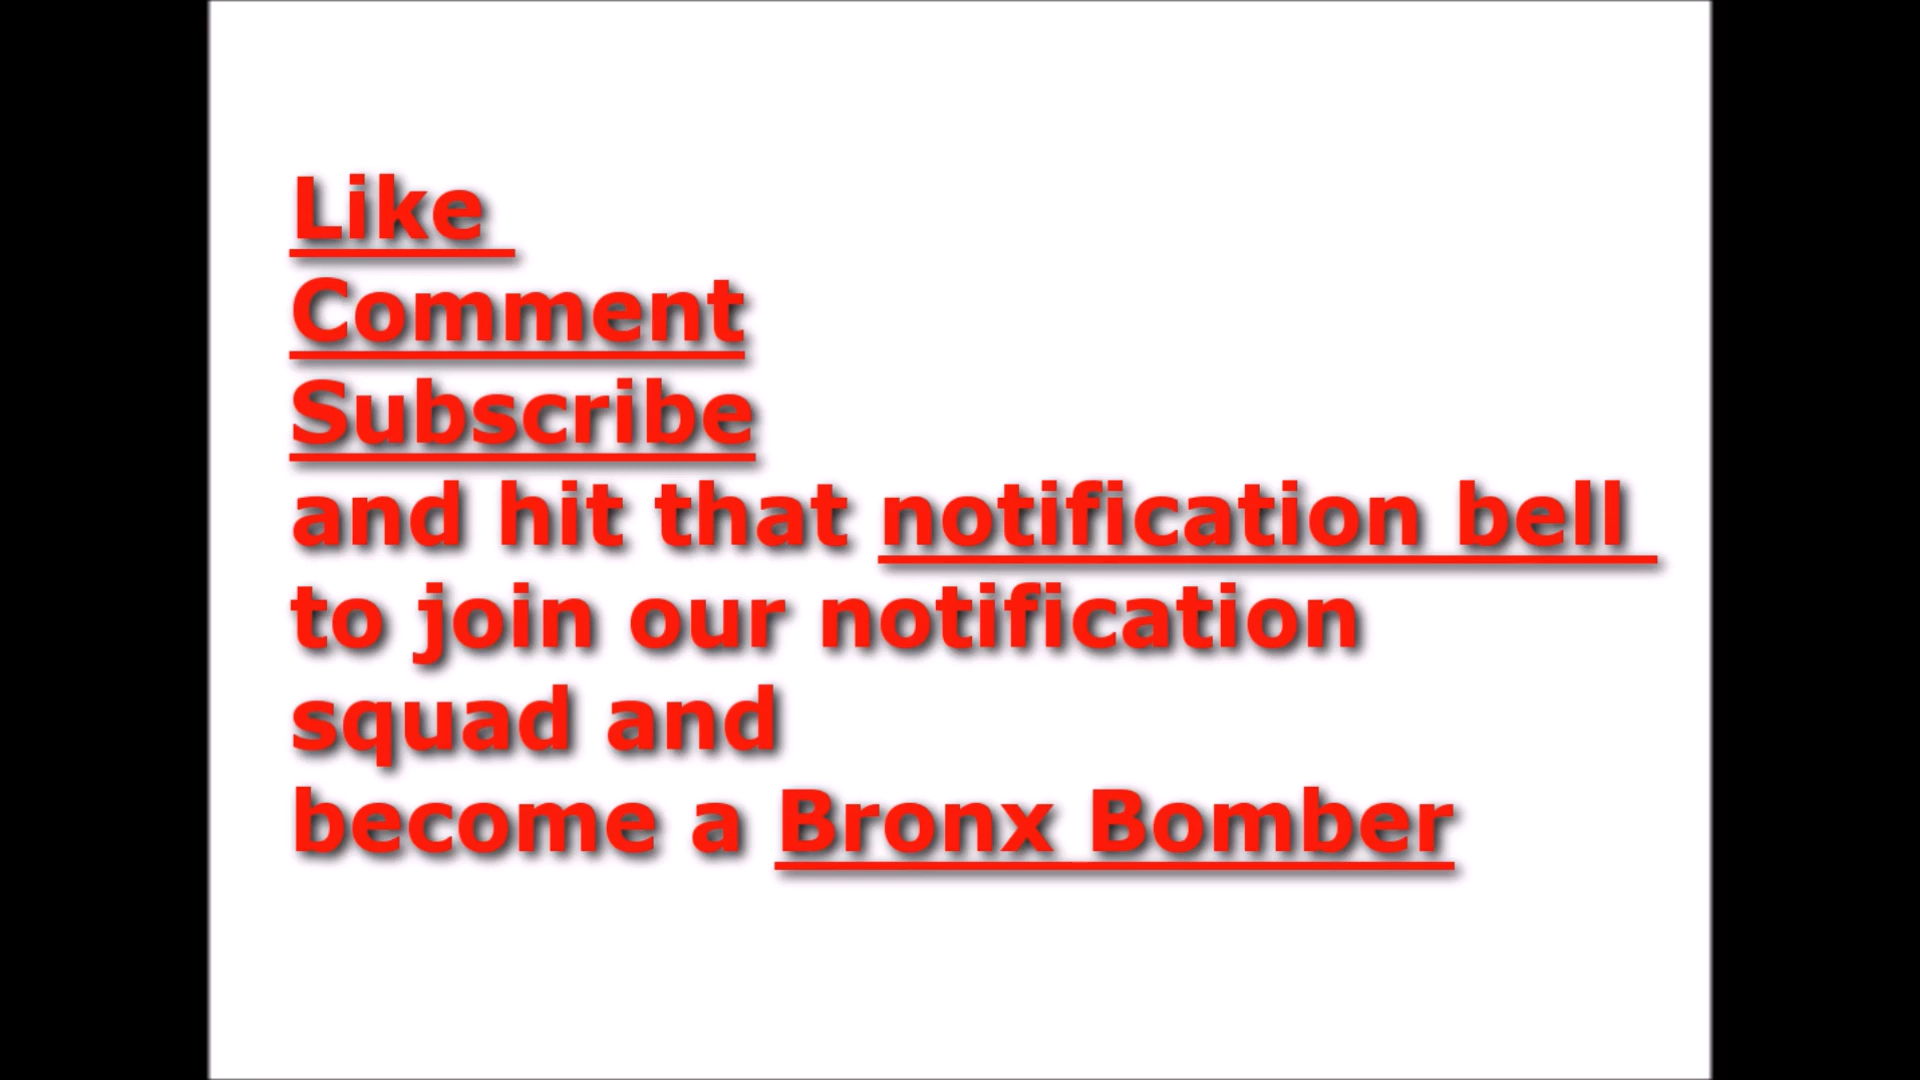 Like
Comment
Subscribe
and hit that notification bell
to join our notification
squad and
become a Bronx Bomber